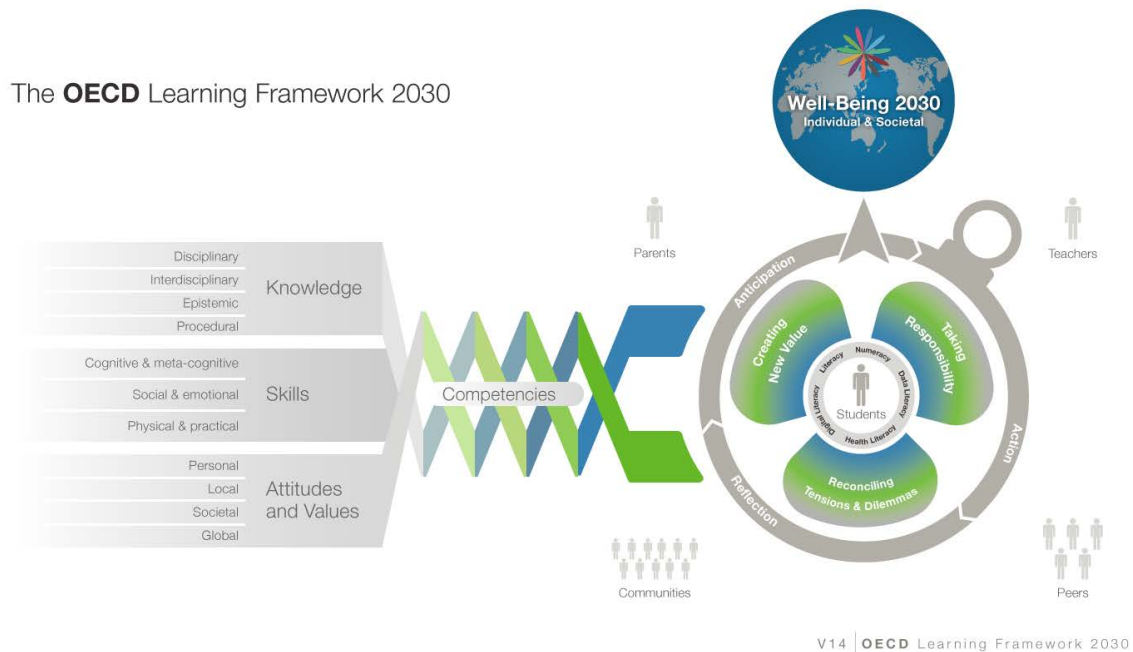 The OECD Learning Framework 2030
Well-Being 2030
Individual & Societal
Disciplinary
Interdisciplinary
Epistemic
Procedural
Knowledge
Cognitive & meta-cognitive
Social & emotional
Physical & practical
Skills
Personal
Local
Societal
Global
Attitudes
and Values
Competencies
Parents
Teachers
Anticipation
Action
Reflection
Creating
New Value
Taking
Responsibility
Reconciling
Tensions & Dilemmas
Literacy
Numeracy
Data Literacy
Health Literacy
Digital Literacy
Students
Communities
Peers
V14 | OECD Learning Framework 2030